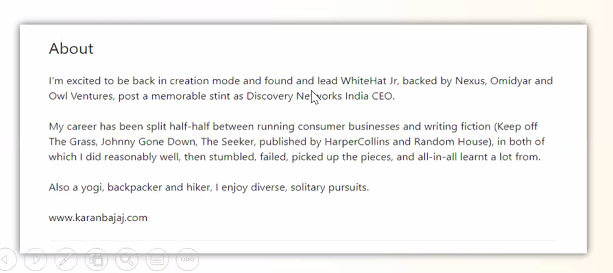 About
I'm excited to be back in creation mode and found and lead WhiteHat Jr, backed by Nexus, Omidyar and
Owl Ventures, post a memorable stint as Discovery Networks India CEO.
My career has been split half-half between running consumer businesses and writing fiction (Keep off
The Grass, Johnny Gone Down, The Seeker, published by HarperCollins and Random House), in both of
which I did reasonably well, then stumbled, failed, picked up the pieces, and all-in-all learnt a lot from.
Also a yogi, backpacker and hiker, I enjoy diverse, solitary pursuits.
www.karanbajaj.com